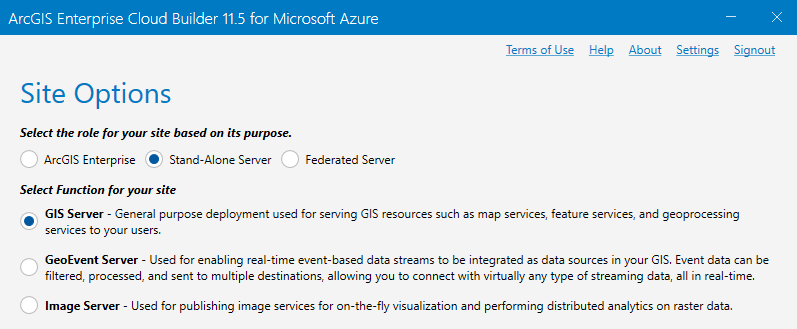 ArcGIS Enterprise Cloud Builder 11.5 for Microsoft Azure
Terms of Use Help About Settings Signout
Site Options
Select the role for your site based on its purpose.
ArcGIS Enterprise Stand-Alone Server Federated Server
Select Function for your site
GIS Server - General purpose deployment used for serving GIS resources such as map services, feature services, and geoprocessing
services to your users.
GeoEvent Server - Used for enabling real-time event-based data streams to be integrated as data sources in your GIS. Event data can be
filtered, processed, and sent to multiple destinations, allowing you to connect with virtually any type of streaming data, all in real-time.
Image Server - Used for publishing image services for on-the-fly visualization and performing distributed analytics on raster data.